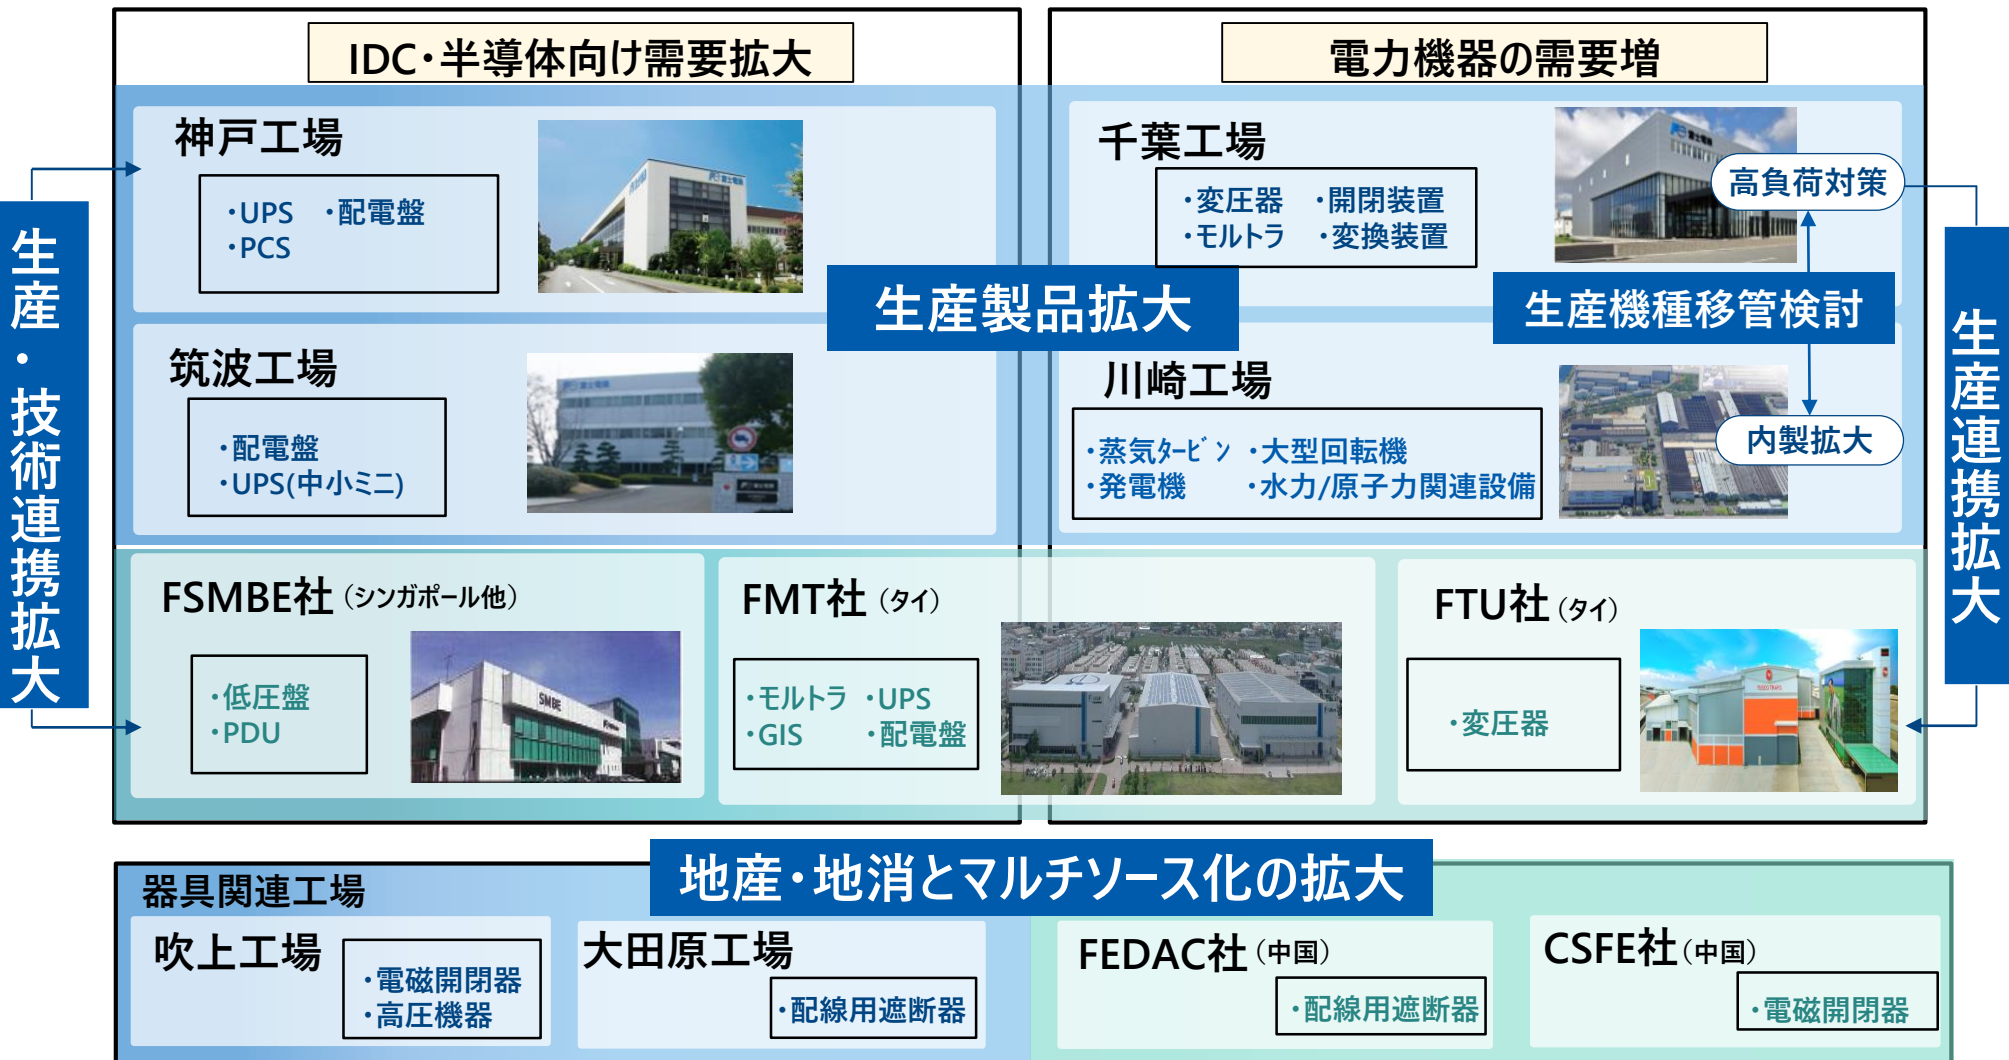 IDC・半導体向け需要拡大
電力機器の需要増
神戸工場
・UPS ・配電盤
・PCS
千葉工場
・変圧器 ・開閉装置
・モルトラ ・変換装置
富士電機
高負荷対策
生産・技術連携拡大
生産製品拡大
生産機種移管検討
生産連携拡大
筑波工場
・配電盤
・UPS(中小ミニ)
川崎工場
・蒸気ﾀｰﾋﾞﾝ ・大型回転機
・発電機 ・水力/原子力関連設備
内製拡大
FSMBE社（シンガポール他）
・低圧盤
・PDU
SMBE
FMT社（タイ）
・モルトラ ・UPS
・GIS ・配電盤
FTU社（タイ）
・変圧器
地産・地消とマルチソース化の拡大
器具関連工場
吹上工場
・電磁開閉器
・高圧機器
大田原工場
・配線用遮断器
FEDAC社（中国）
・配線用遮断器
CSFE社（中国）
・電磁開閉器